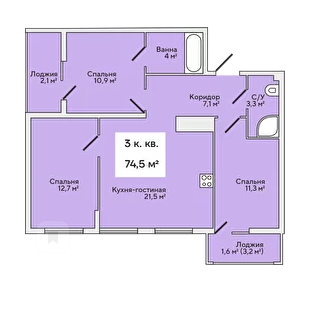 Лоджия
2,1 м²
Спальня
10,9 м²
Ванна
4 м²
Коридор
7,1 м²
С/У
3,3 м²
3 к. кв.
74,5 м²
Спальня
12,7 м²
Кухня-гостиная
21,5 м²
Спальня
11,3 м²
Лоджия
1,6 м² (3,2 м²)